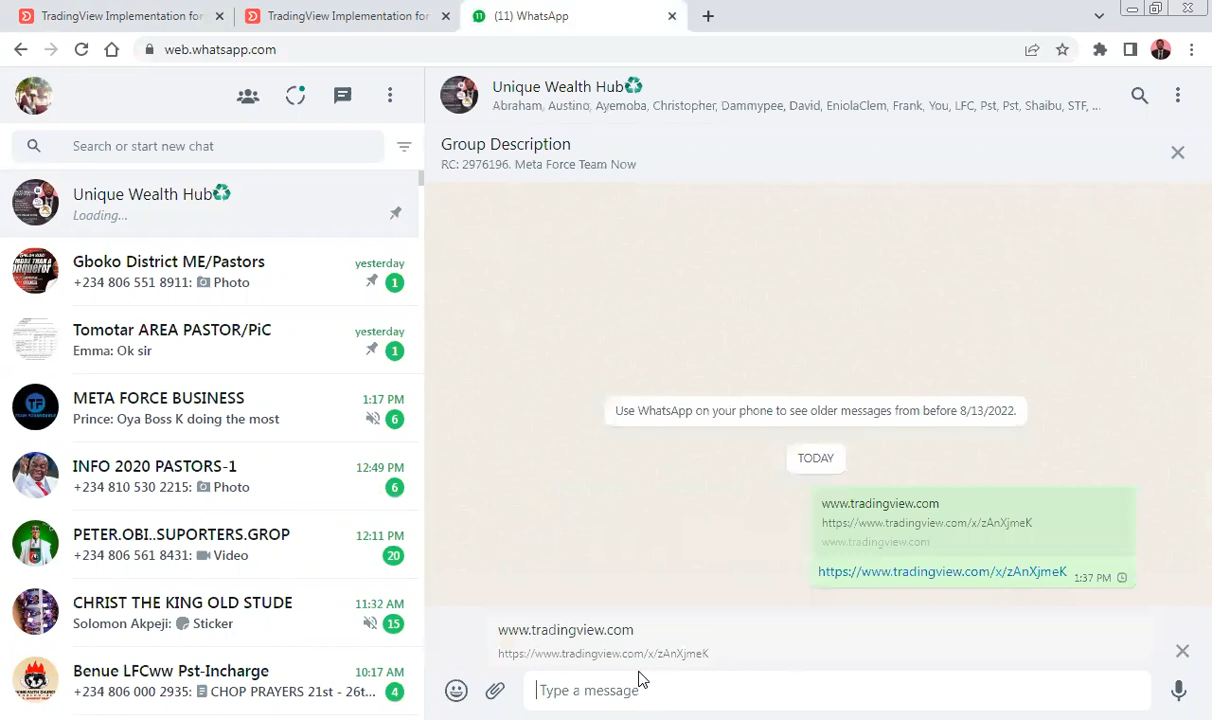 TradingView Implementation for
TradingView Implementation for
(11) WhatsApp
web.whatsapp.com
Unique Wealth Hub♻
Abraham, Austino, Ayemoba, Christopher, Dammypee, David, EniolaClem, Frank, You, LFC, Pst, Pst, Shaibu, STF, ...
Search or start new chat
Group Description
RC: 2976196. Meta Force Team Now
Unique Wealth Hub♻
Loading...
Gboko District ME/Pastors
yesterday
+234 806 551 8911: Photo
1
Tomotar AREA PASTOR/PiC
yesterday
Emma: Ok sir
1
META FORCE BUSINESS
1:17 PM
Prince: Oya Boss K doing the most
6
INFO 2020 PASTORS-1
12:49 PM
+234 810 530 2215: Photo
6
PETER.OBI..SUPORTERS.GROP
12:11 PM
+234 806 561 8431: Video
20
CHRIST THE KING OLD STUDE
11:32 AM
Solomon Akpeji: Sticker
15
Benue LFCww Pst-Incharge
10:17 AM
+234 806 000 2935: CHOP PRAYERS 21st - 26t...
4
Use WhatsApp on your phone to see older messages from before 8/13/2022.
TODAY
www.tradingview.com
https://www.tradingview.com/x/zAnXjmeK
www.tradingview.com
https://www.tradingview.com/x/zAnXjmeK
1:37 PM
www.tradingview.com
https://www.tradingview.com/x/zAnXjmeK
Type a message